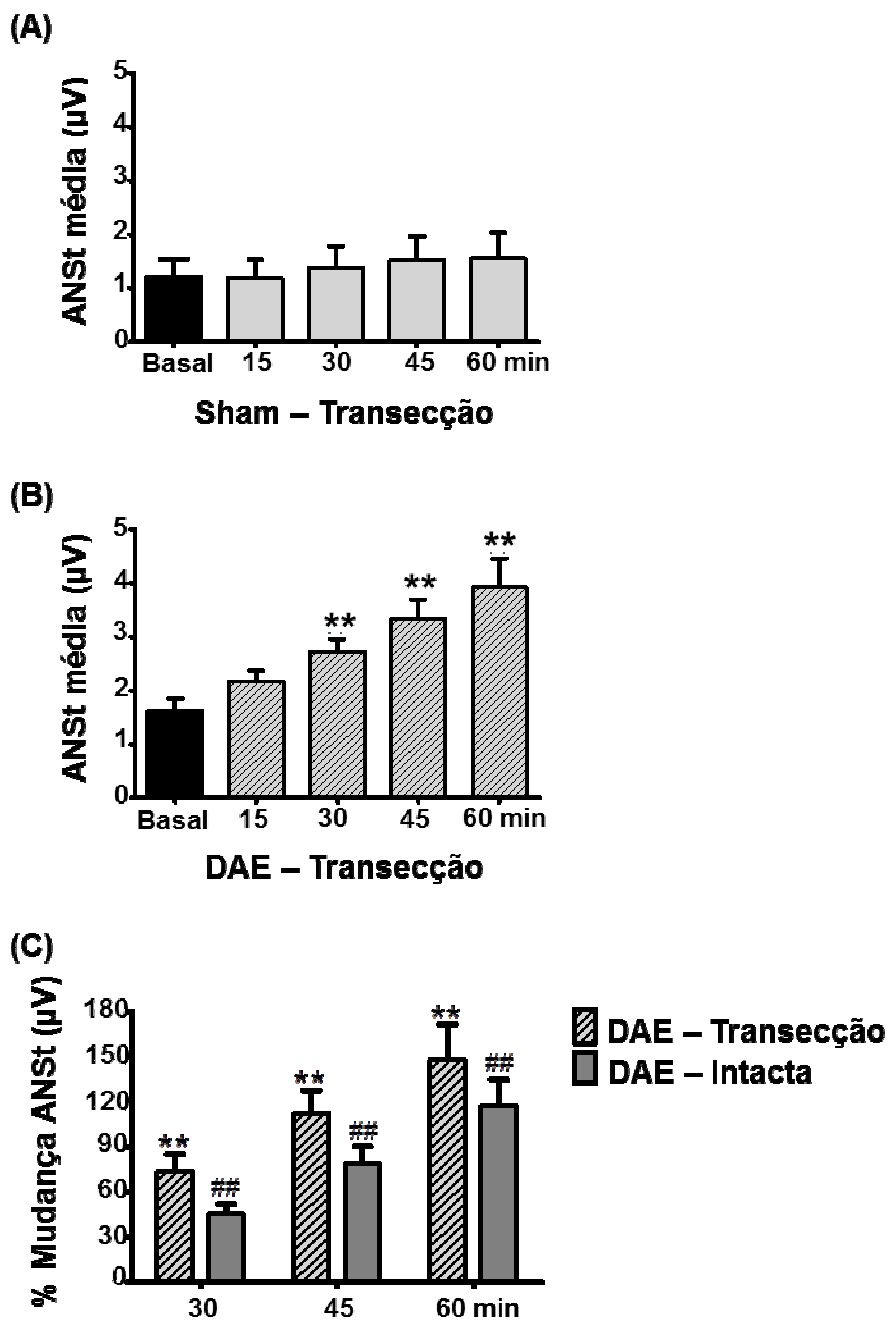 (A)
ANSt média (µV)
5
4
3
2
1
0
Basal 15 30 45 60 min
Sham – Transecção
(B)
ANSt média (µV)
5
4
3
2
1
0
** ** **
Basal 15 30 45 60 min
DAE – Transecção
(C)
% Mudança ANSt (µV)
180
150
120
90
60
30
0
** ## ** ## ** ##
30 45 60 min
DAE – Transecção
DAE – Intacta